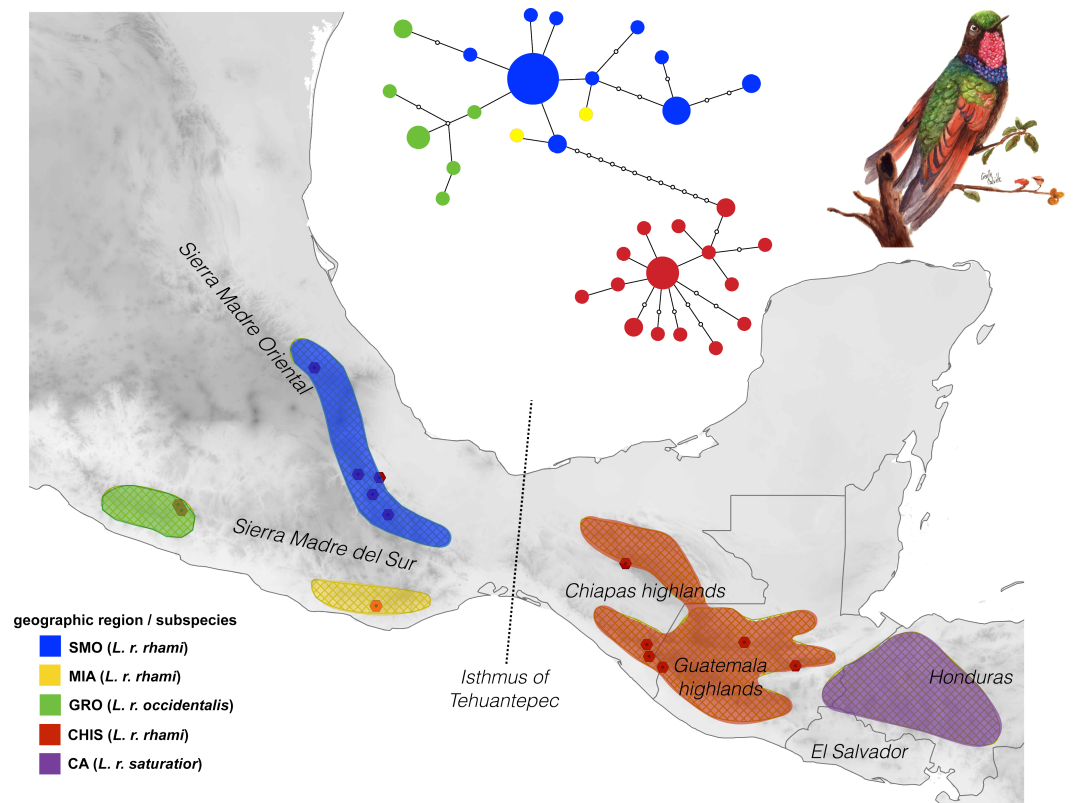 Sierra Madre Oriental
Sierra Madre del Sur
Chiapas highlands
Guatemala
highlands
Honduras
El Salvador
Isthmus of
Tehuantepec
geographic region / subspecies
SMO (L. r. rhami)
MIA (L. r. rhami)
GRO (L. r. occidentalis)
CHIS (L. r. rhami)
CA (L. r. saturatior)